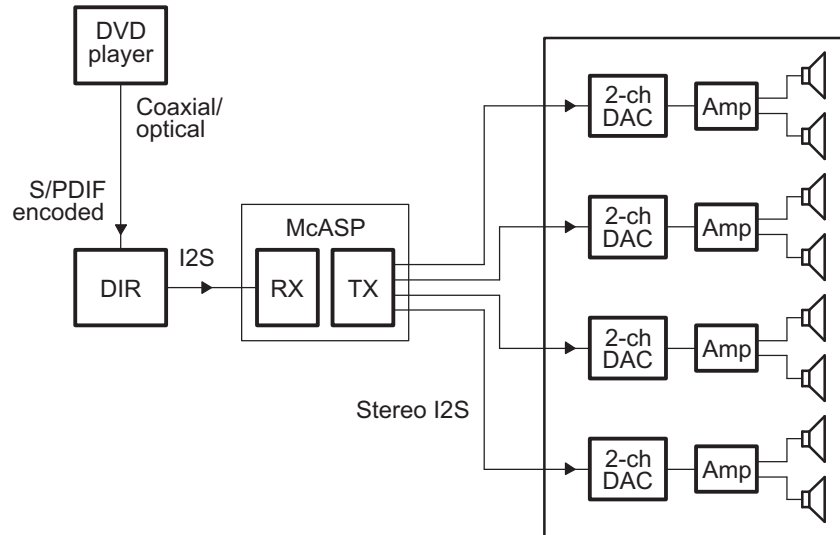 DVD
player
Coaxial/
optical
S/PDIF
encoded
DIR
I2S
McASP
RX
TX
Stereo I2S
2-ch
DAC
Amp
2-ch
DAC
Amp
2-ch
DAC
Amp
2-ch
DAC
Amp